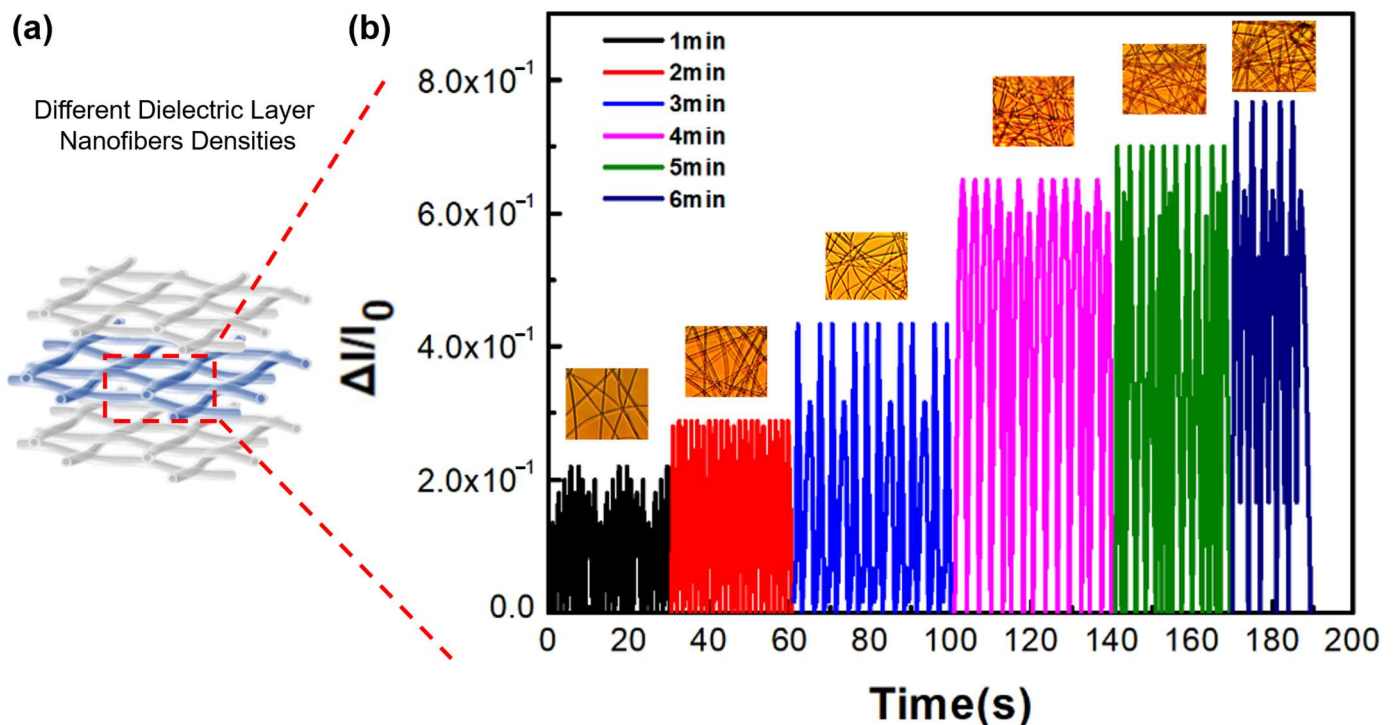 (a)
Different Dielectric Layer
Nanofibers Densities
(b)
1min
2min
3min
4min
5min
6min
8.0x10⁻¹
6.0x10⁻¹
4.0x10⁻¹
2.0x10⁻¹
0.0
ΔI/I₀
0 20 40 60 80 100 120 140 160 180 200
Time(s)